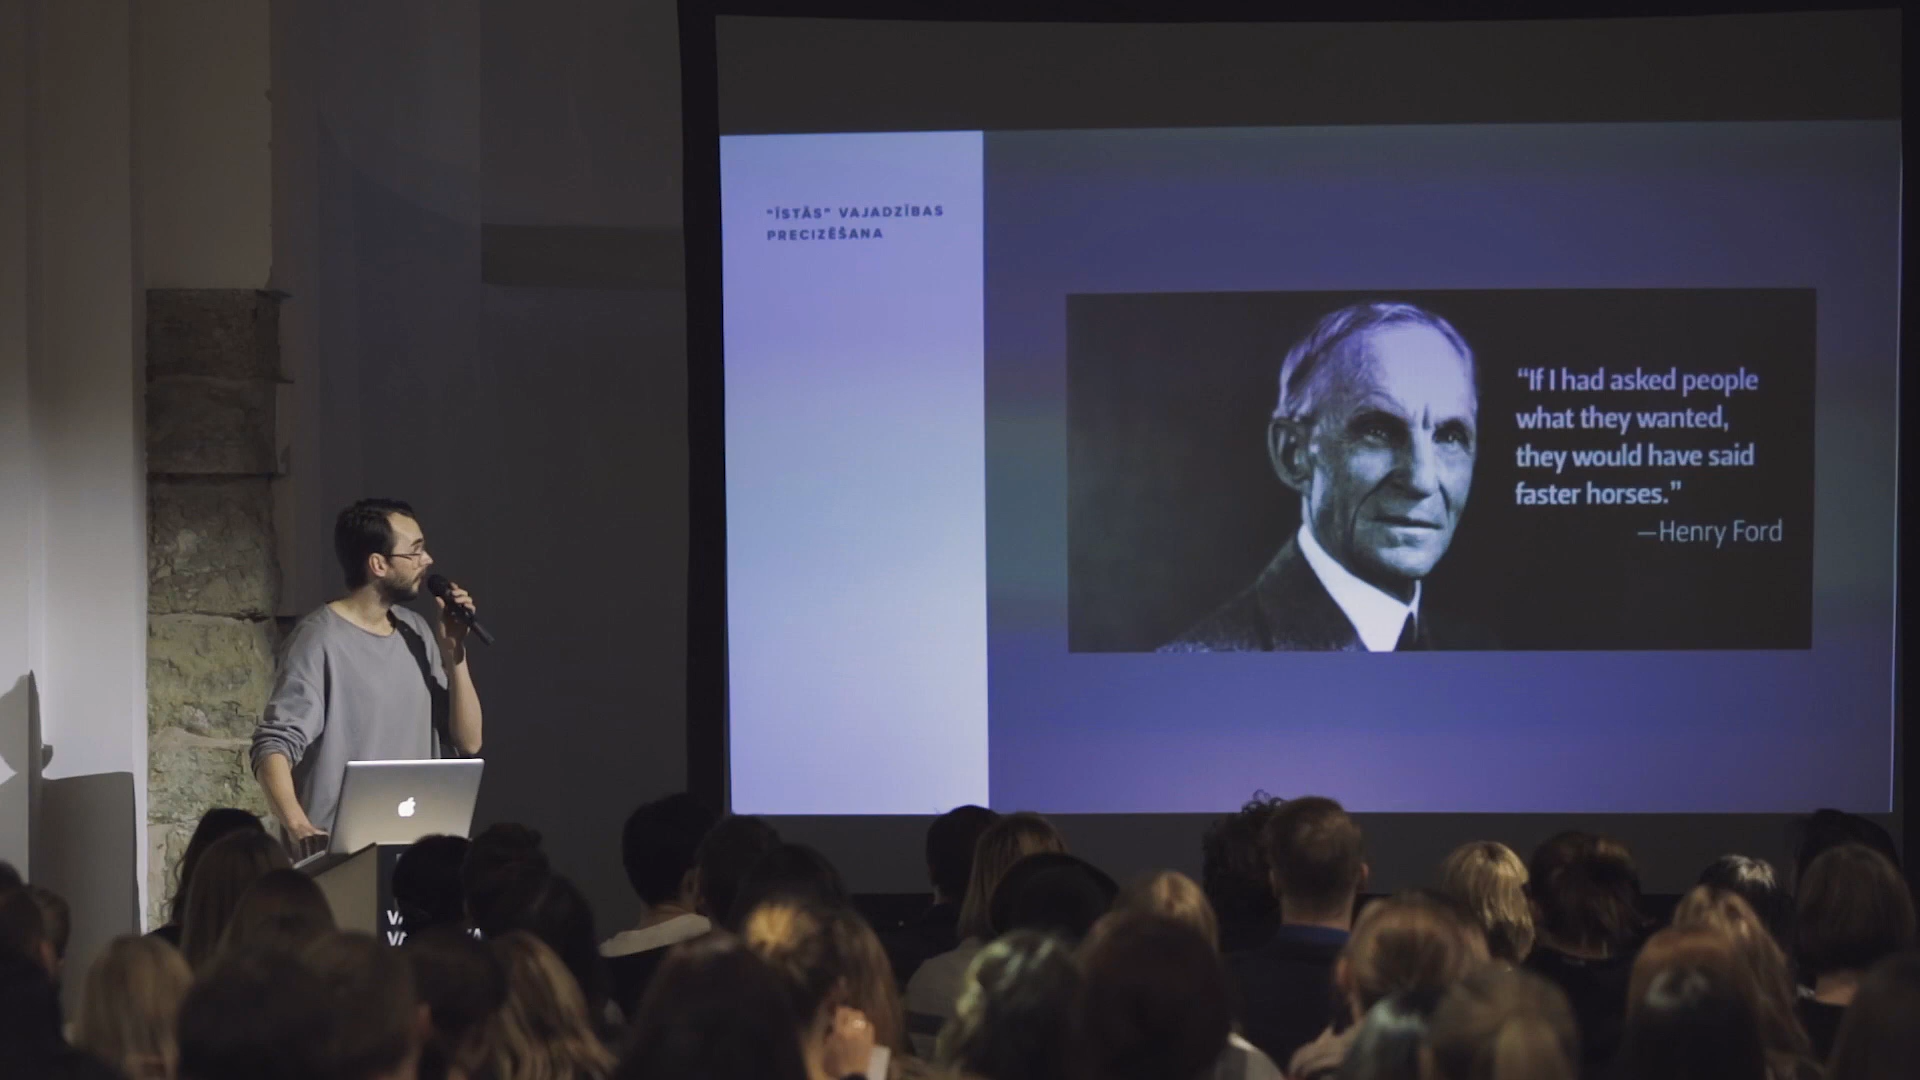 “ĪSTĀS” VAJADZĪBAS
PRECIZĒŠANA
“If I had asked people
what they wanted,
they would have said
faster horses.”
—Henry Ford